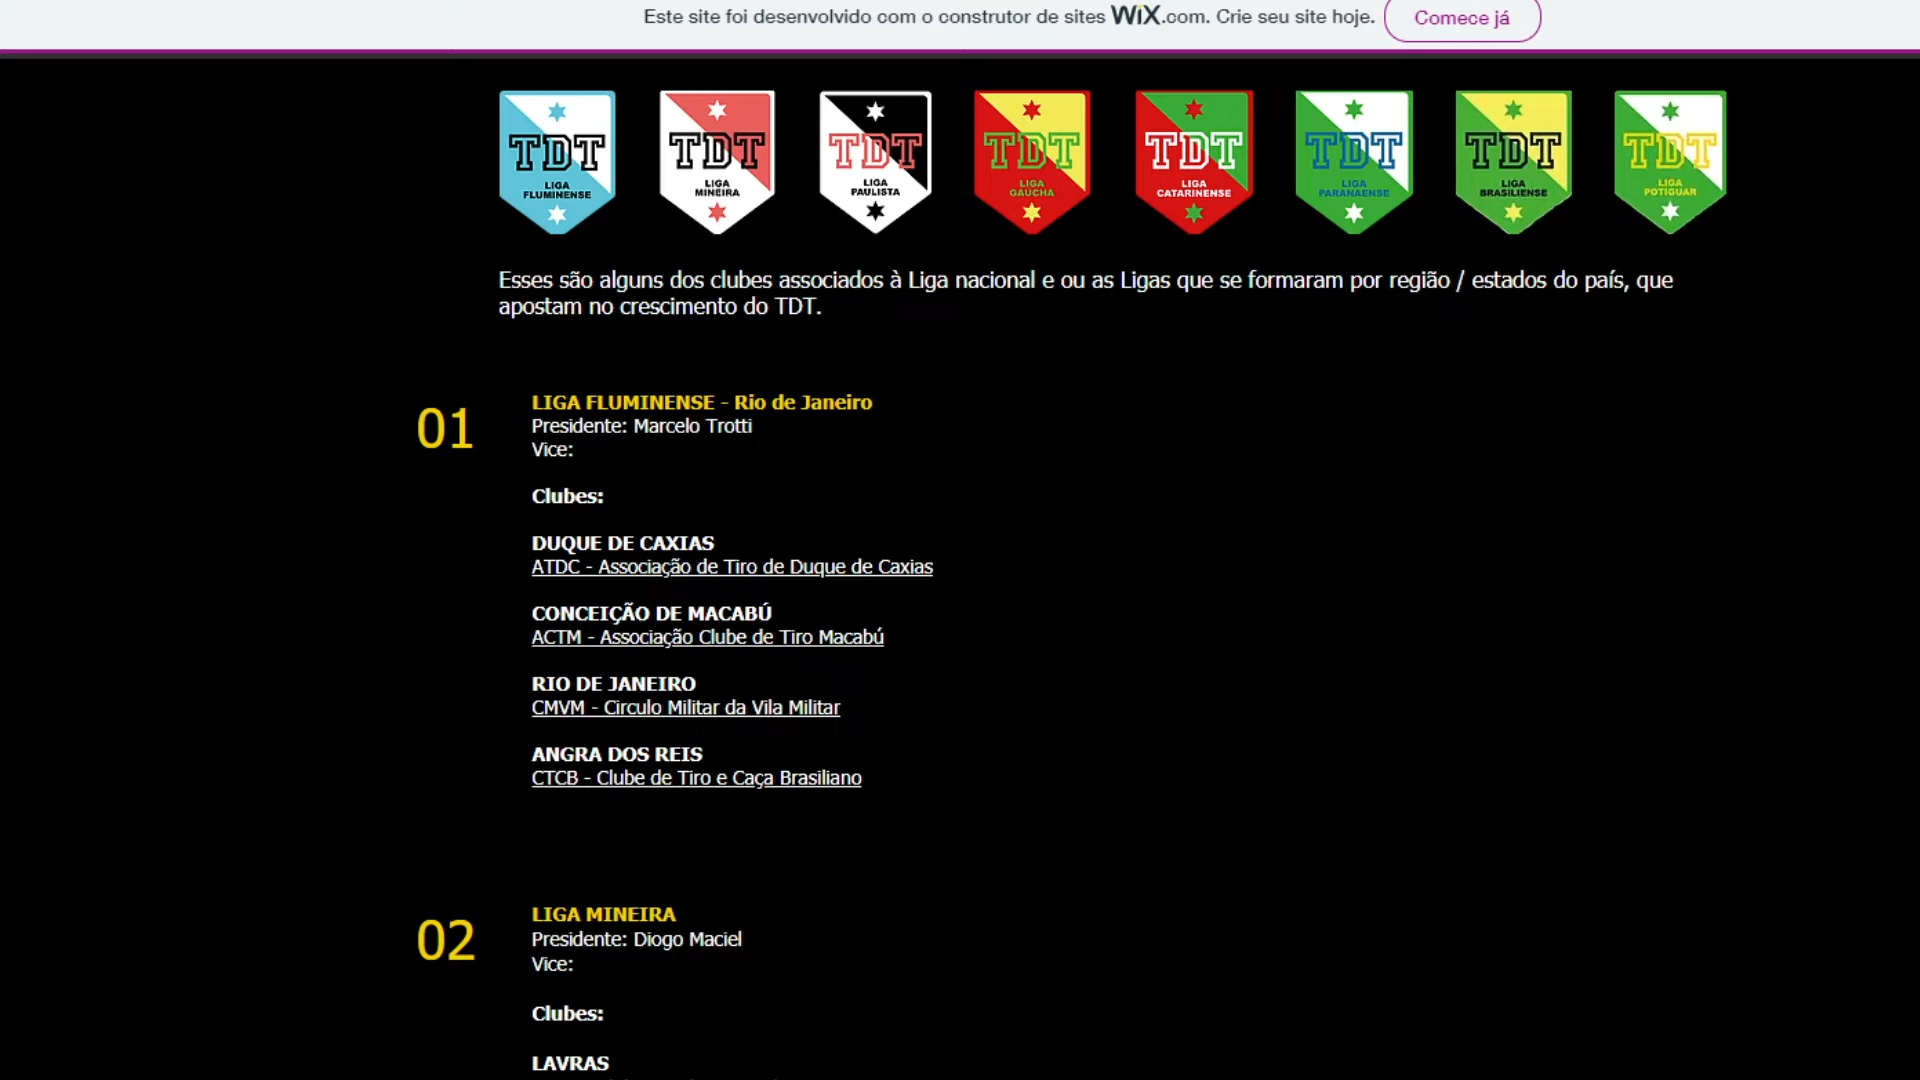 Este site foi desenvolvido com o construtor de sites WiX.com. Crie seu site hoje. Comece já
TDT LIGA FLUMINENSE
TDT LIGA MINEIRA
TDT LIGA PAULISTA
TDT LIGA GAUCHA
TDT LIGA CATARINENSE
TDT LIGA PARANAENSE
TDT LIGA BRASILIENSE
TDT LIGA POTIGUAR
Esses são alguns dos clubes associados à Liga nacional e ou as Ligas que se formaram por região / estados do país, que
apostam no crescimento do TDT.
01
LIGA FLUMINENSE - Rio de Janeiro
Presidente: Marcelo Trotti
Vice:
Clubes:
DUQUE DE CAXIAS
ATDC - Associação de Tiro de Duque de Caxias
CONCEIÇÃO DE MACABÚ
ACTM - Associação Clube de Tiro Macabú
RIO DE JANEIRO
CMVM - Circulo Militar da Vila Militar
ANGRA DOS REIS
CTCB - Clube de Tiro e Caça Brasiliano
02
LIGA MINEIRA
Presidente: Diogo Maciel
Vice:
Clubes:
LAVRAS